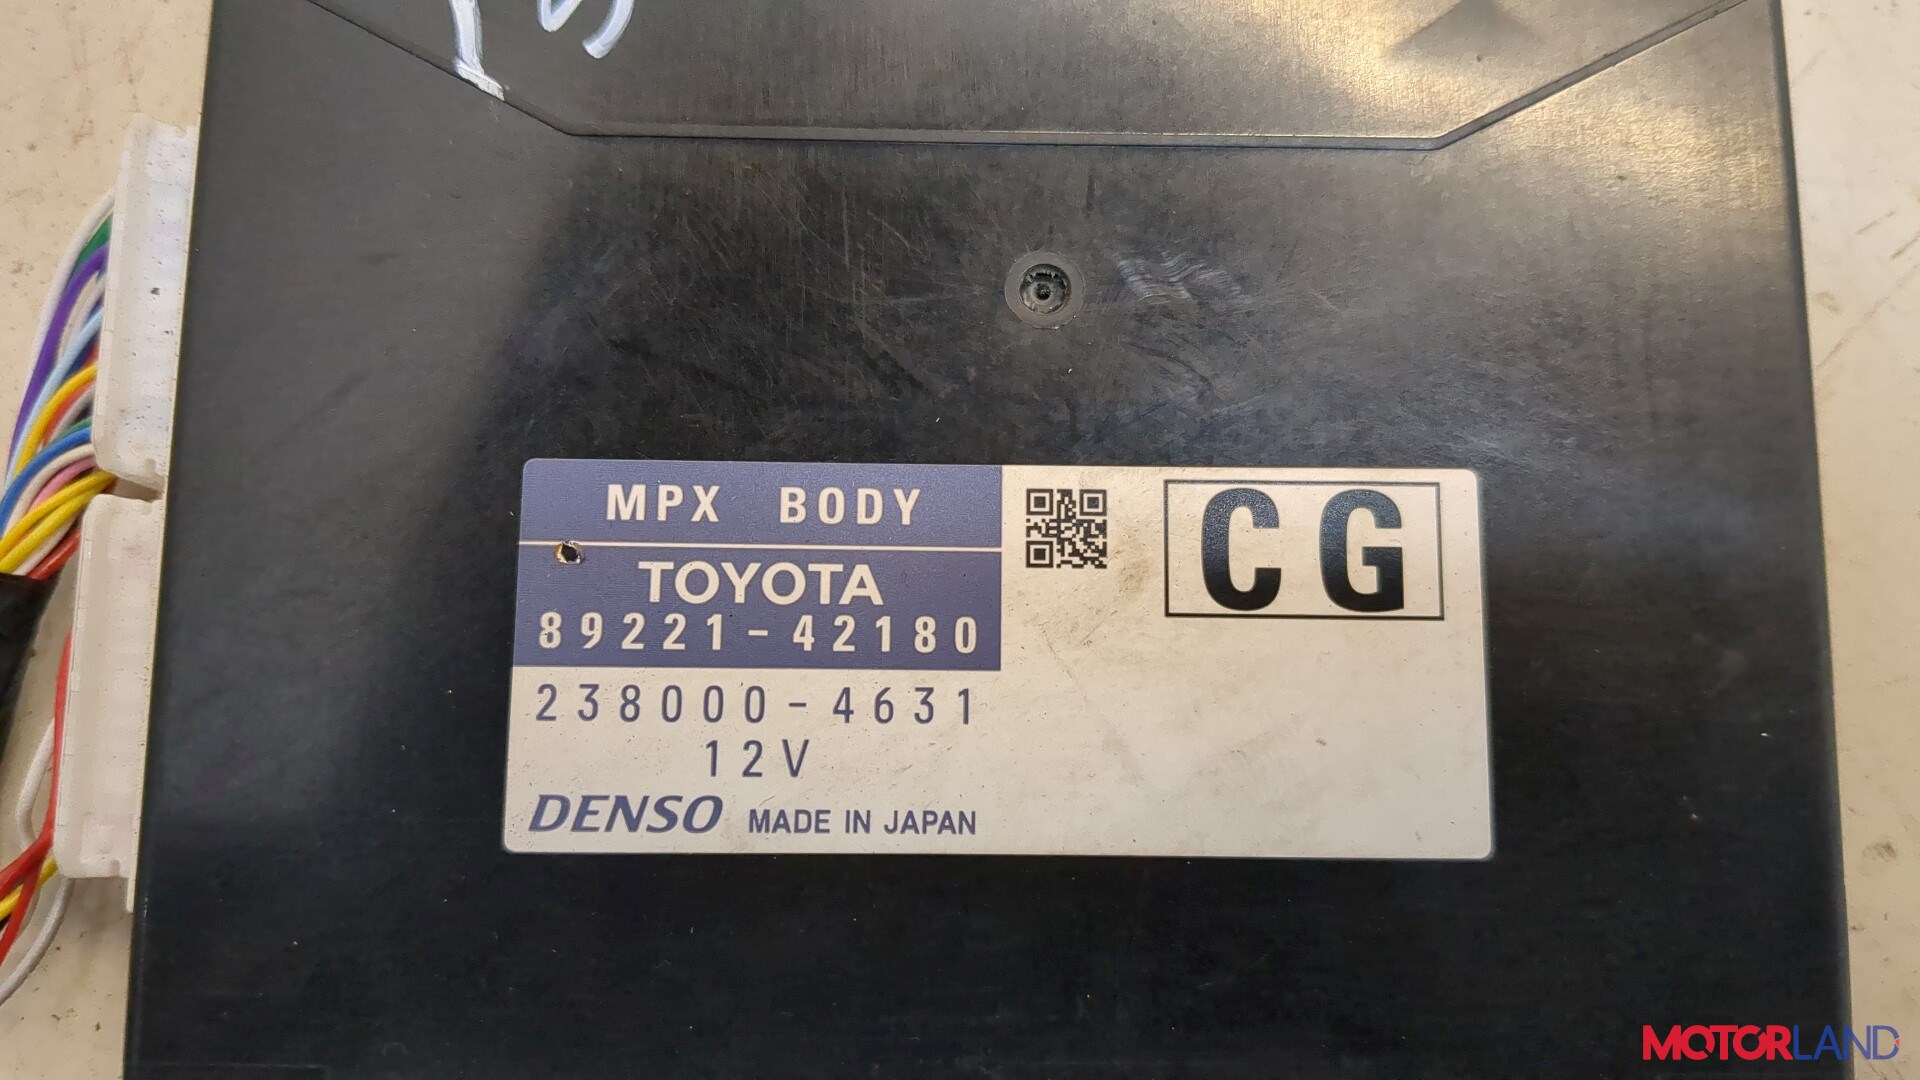 MPX BODY
TOYOTA
89221-42180
238000-4631
12V
DENSO MADE IN JAPAN
CG
MOTORLAND